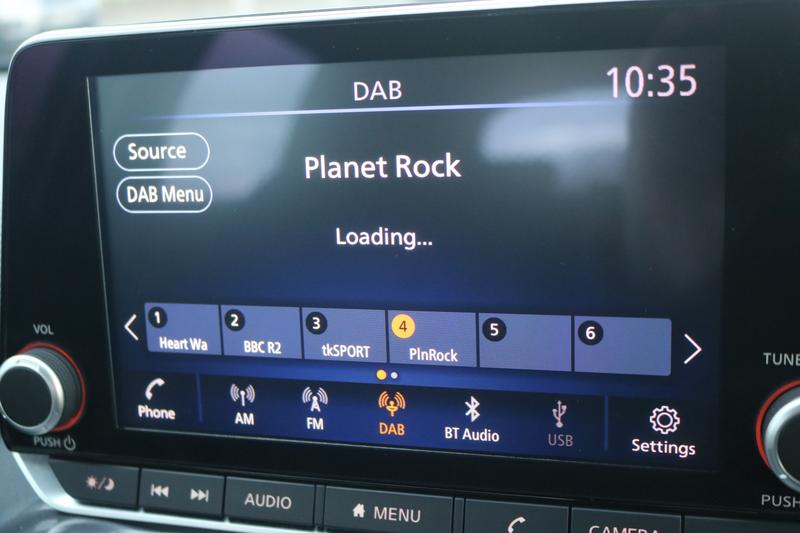 DAB
10:35
Source
DAB Menu
Planet Rock
Loading...
1
Heart Wa
2
BBC R2
3
tkSPORT
4
PlnRock
5
6
VOL
TUNE
Phone
AM
FM
DAB
BT Audio
USB
Settings
PUSH
PUSH
AUDIO
MENU
CAMERA